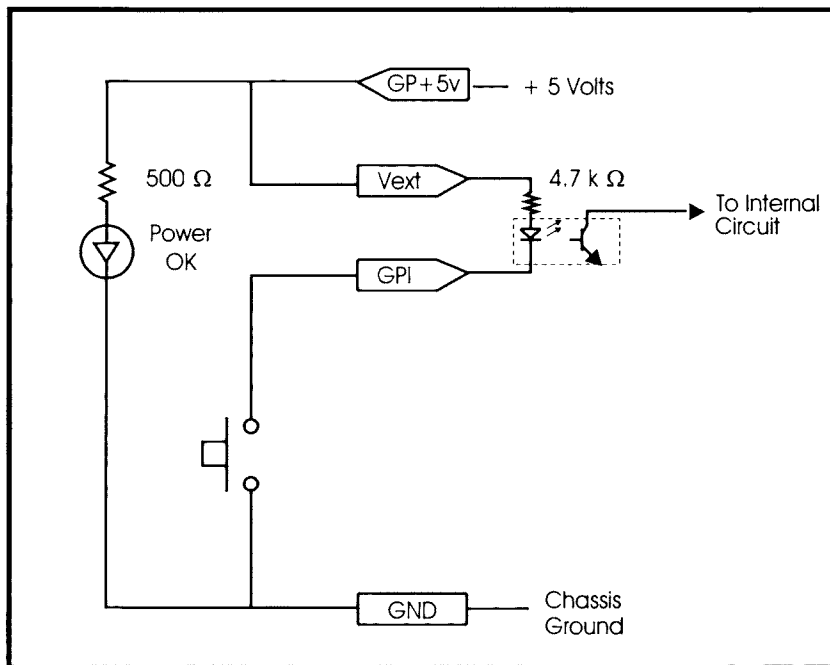 GP+5v
+ 5 Volts
500 Ω
Vext
4.7 k Ω
To Internal
Circuit
Power
OK
GPI
GND
Chassis
Ground